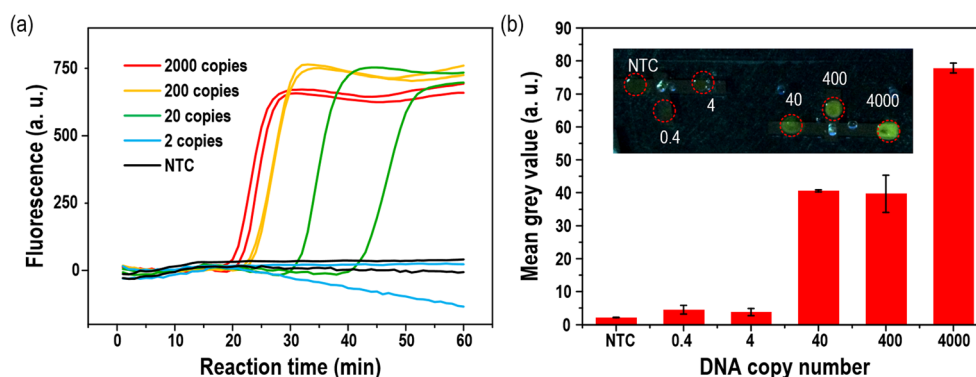 (a)
Fluorescence (a. u.)
750
500
250
0
2000 copies
200 copies
20 copies
2 copies
NTC
0 10 20 30 40 50 60
Reaction time (min)
(b)
Mean grey value (a. u.)
90
80
70
60
50
40
30
20
10
0
NTC
0.4
4
40
400
4000
NTC 0.4 4 40 400 4000
DNA copy number